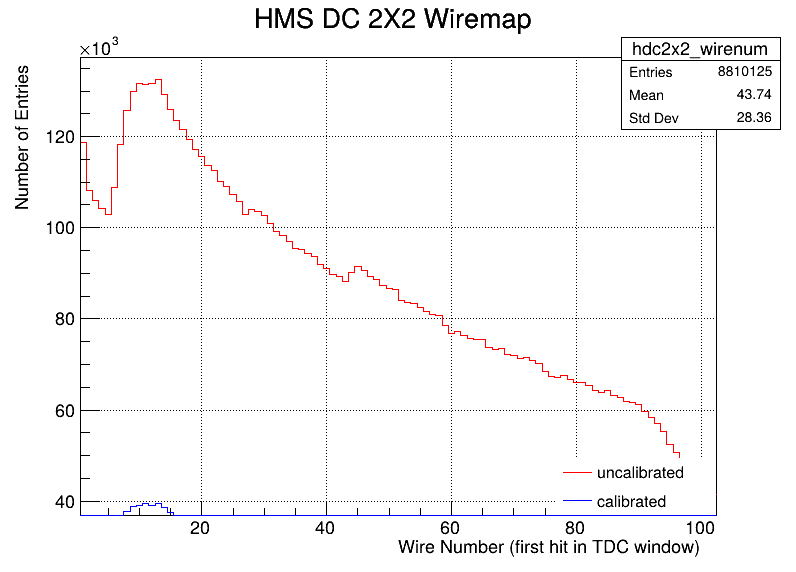 HMS DC 2X2 Wiremap
×10³
hdc2x2_wirenum
Entries 8810125
Mean 43.74
Std Dev 28.36
Number of Entries
120
100
80
60
40
uncalibrated
calibrated
20 40 60 80 100
Wire Number (first hit in TDC window)